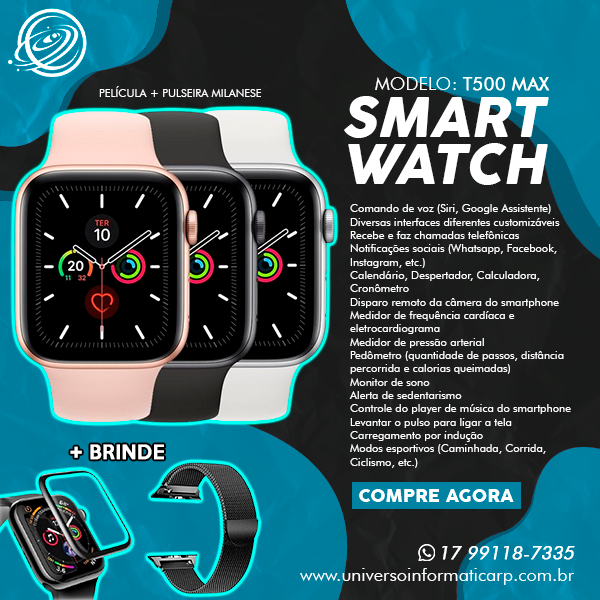 PELÍCULA + PULSEIRA MILANESE
MODELO: T500 MAX
SMART
WATCH
TER
10
20
11 32
Comando de voz (Siri, Google Assistente)
Diversas interfaces diferentes customizáveis
Recebe e faz chamadas telefônicas
Notificações sociais (Whatsapp, Facebook,
Instagram, etc.)
Calendário, Despertador, Calculadora,
Cronômetro
Disparo remoto da câmera do smartphone
Medidor de frequência cardíaca e
eletrocardiograma
Medidor de pressão arterial
Pedômetro (quantidade de passos, distância
percorrida e calorias queimadas)
Monitor de sono
Alerta de sedentarismo
Controle do player de música do smartphone
Levantar o pulso para ligar a tela
Carregamento por indução
Modos esportivos (Caminhada, Corrida,
Ciclismo, etc.)
+ BRINDE
COMPRE AGORA
17 99118-7335
www.universoinformaticarp.com.br